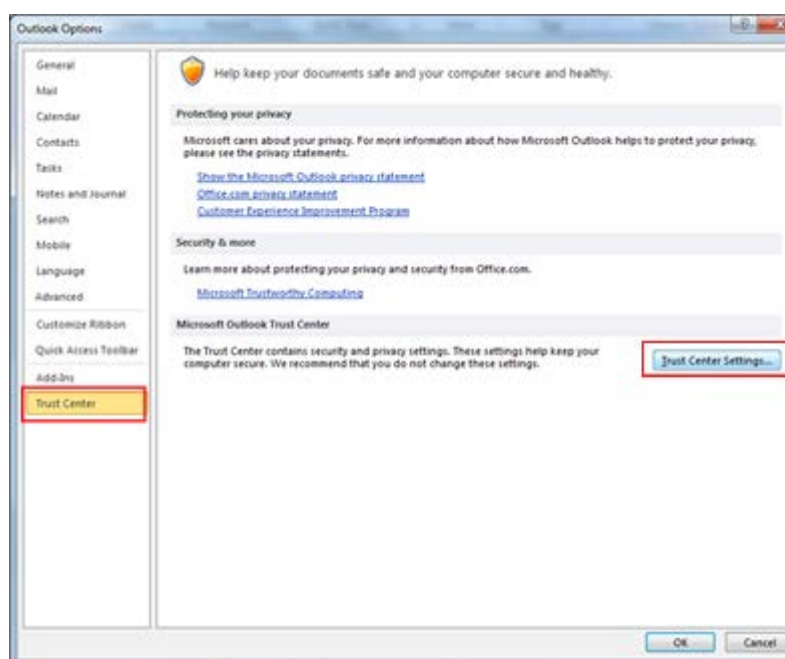 Outlook Options
General
Mail
Calendar
Contacts
Tasks
Notes and Journal
Search
Mobile
Language
Advanced
Customize Ribbon
Quick Access Toolbar
Add-Ins
Trust Center
Help keep your documents safe and your computer secure and healthy.
Protecting your privacy
Microsoft cares about your privacy. For more information about how Microsoft Outlook helps to protect your privacy,
please see the privacy statements.
Show the Microsoft Outlook privacy statement
Office.com privacy statement
Customer Experience Improvement Program
Security & more
Learn more about protecting your privacy and security from Office.com.
Microsoft Trustworthy Computing
Microsoft Outlook Trust Center
The Trust Center contains security and privacy settings. These settings help keep your
computer secure. We recommend that you do not change these settings.
Trust Center Settings...
OK
Cancel